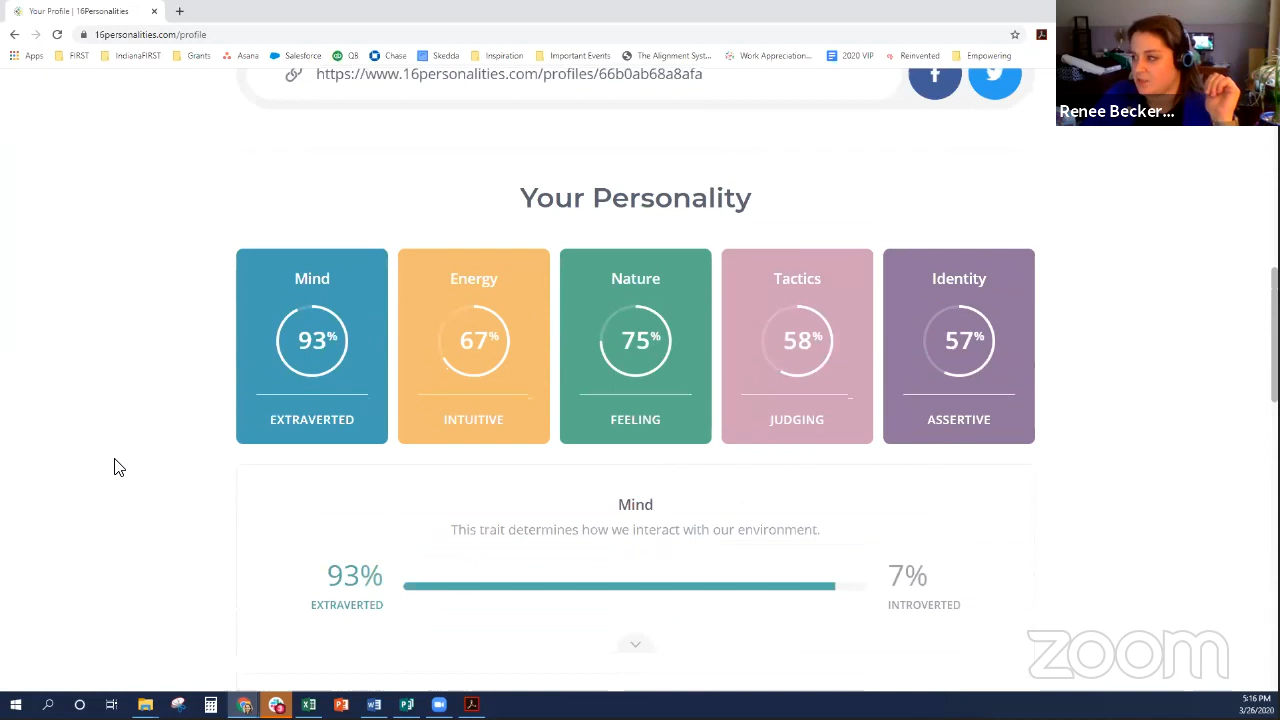 Your Profile | 16Personalities
16personalities.com/profile
Apps FIRST IndianaFIRST Grants Asana Salesforce QB Chase Skedda Inspiration Important Events The Alignment Syst... Work Appreciation... 2020 VIP Reinvented Empowering
https://www.16personalities.com/profiles/66b0ab68a8afa
Renee Becker...
Your Personality
Mind Energy Nature Tactics Identity
93% 67% 75% 58% 57%
EXTRAVERTED INTUITIVE FEELING JUDGING ASSERTIVE
Mind
This trait determines how we interact with our environment.
93% 7%
EXTRAVERTED INTRODUCED
zoom
5:16 PM
3/26/2020